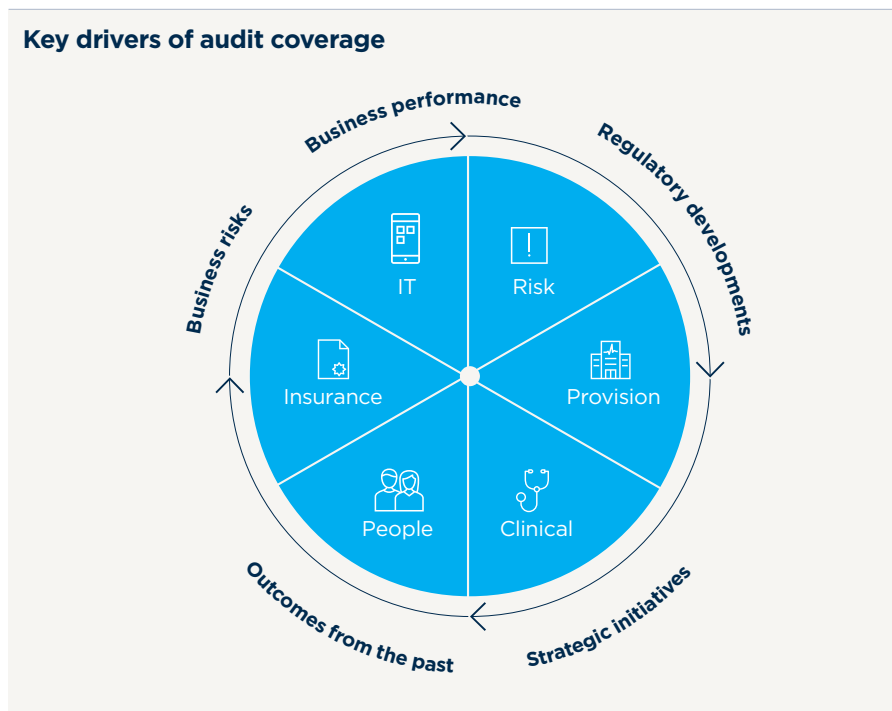 Key drivers of audit coverage
Business performance
Regulatory developments
Business risks
IT
Risk
Insurance
Provision
People
Clinical
Outcomes from the past
Strategic initiatives